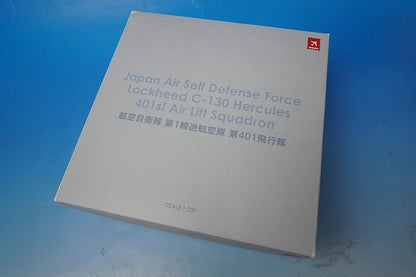 Japan Air Self Defense Force
Lockheed C-130 Hercules
401st Air Lift Squadron
航空自衛隊 第1輸送航空隊 第401飛行隊
SCALE 1:200